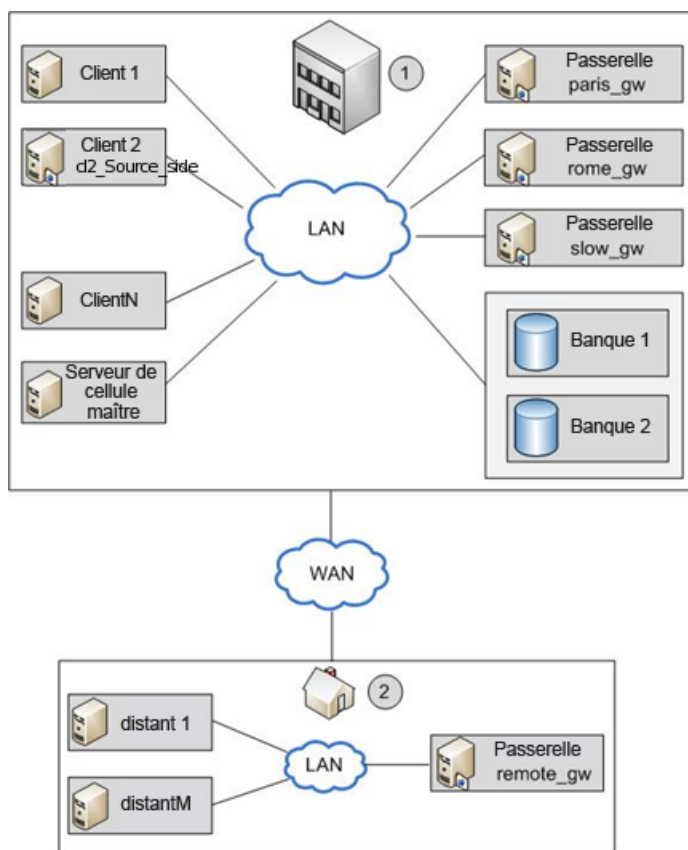 Client 1
1
Passerelle
paris_gw
Client 2
cl2_Source_side
Passerelle
rome_gw
LAN
Passerelle
slow_gw
ClientN
Banque 1
Serveur de
cellule
maître
Banque 2
WAN
2
distant 1
LAN
Passerelle
remote_gw
distantM